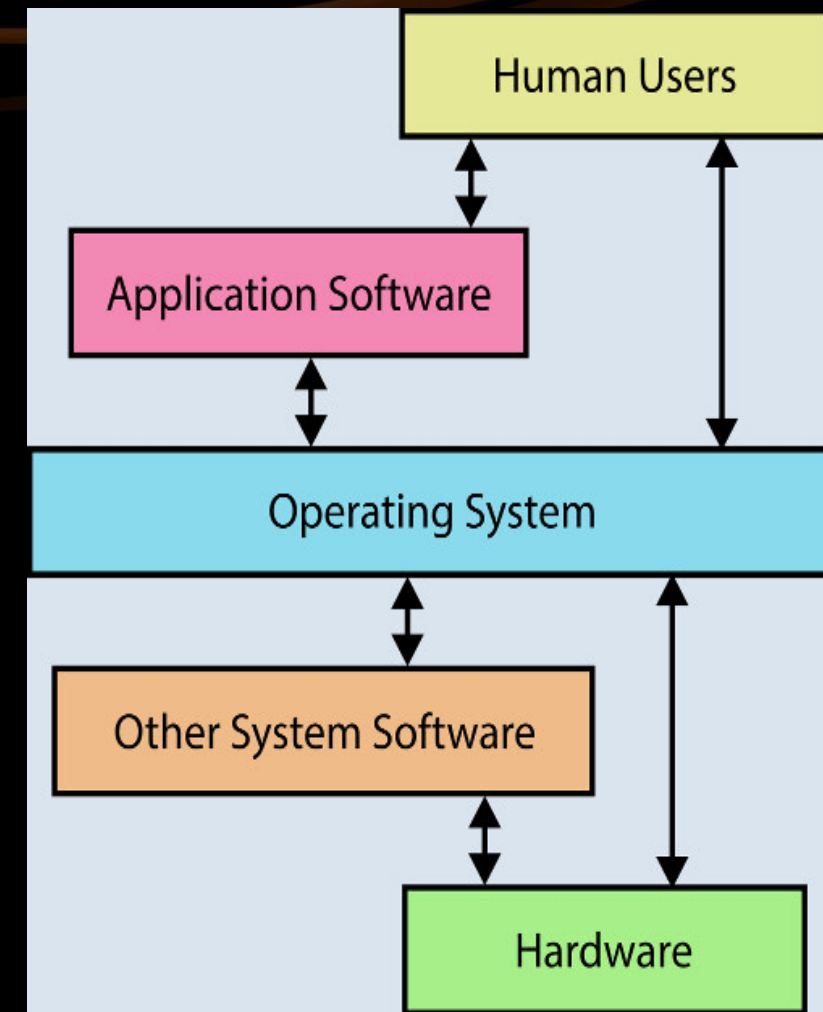 Human Users
Application Software
Operating System
Other System Software
Hardware